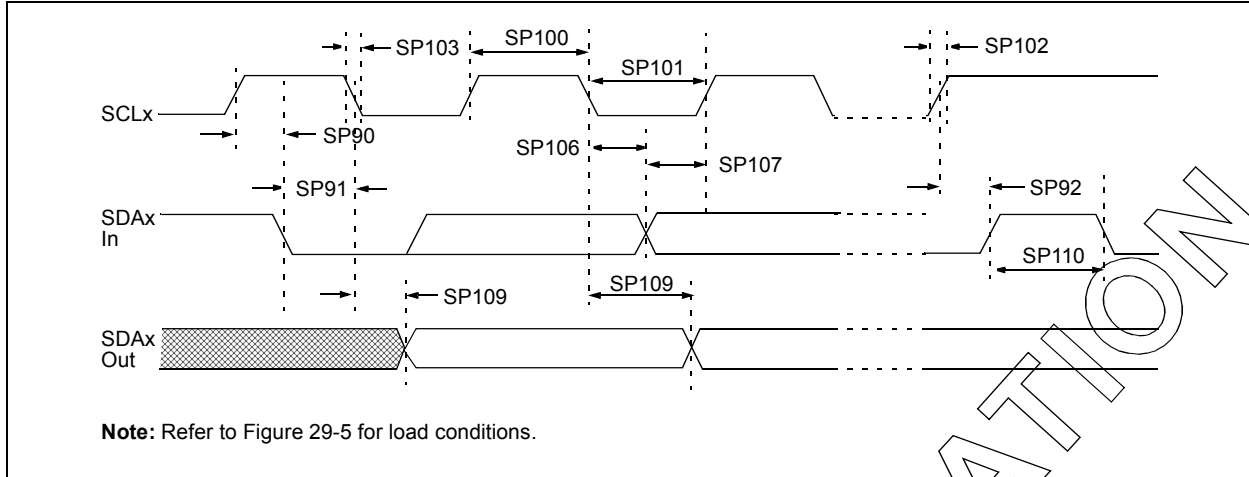 SP103
SP100
SP102
SP101
SCLx
SP90
SP106
SP107
SP91
SP92
SDAx
In
SP110
SP109
SP109
SDAx
Out
Note: Refer to Figure 29-5 for load conditions.
ATION